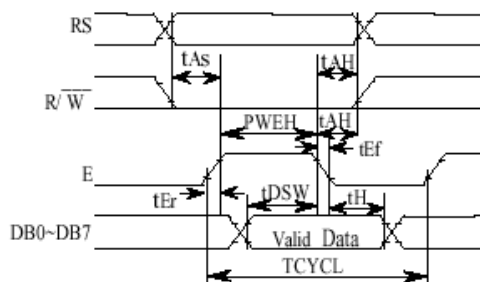 RS
tAs
tAH
R/W̅
PWEH
tAH
tEf
E
tEr
tDSW
tH
DB0~DB7
Valid Data
TCYCL